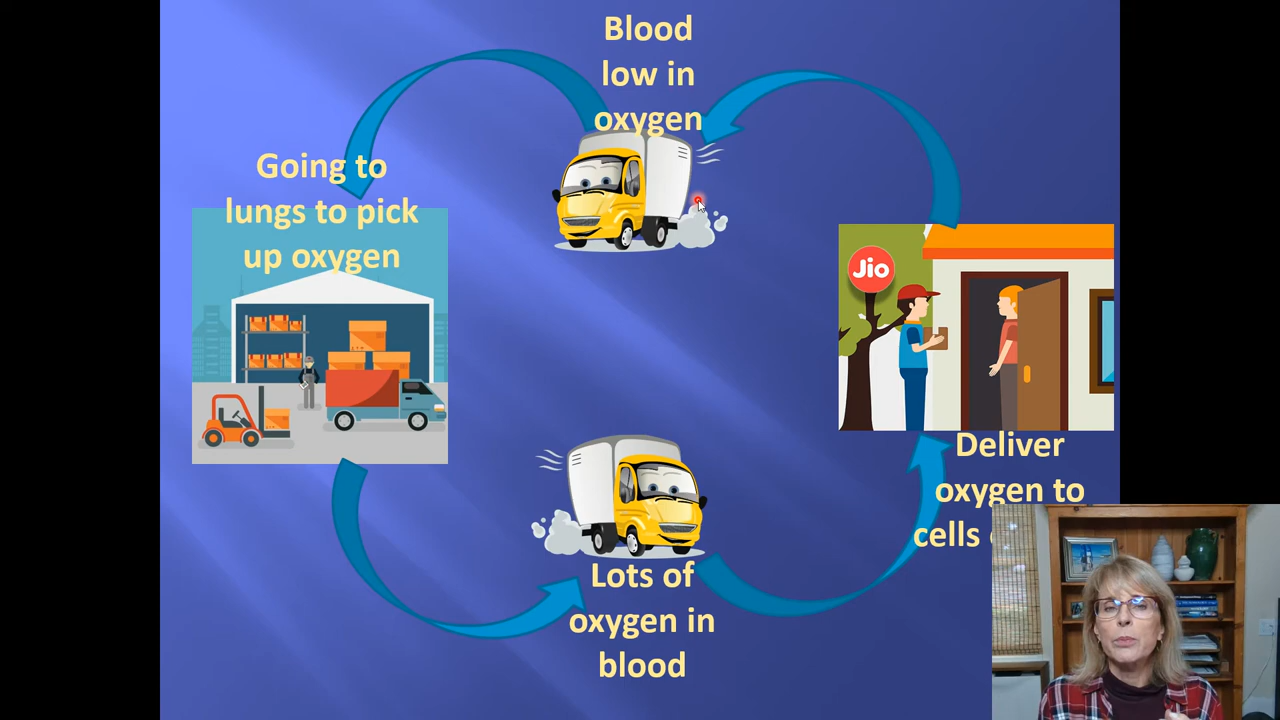 Blood
low in
oxygen
Going to
lungs to pick
up oxygen
Jio
Deliver
oxygen to
cells
Lots of
oxygen in
blood